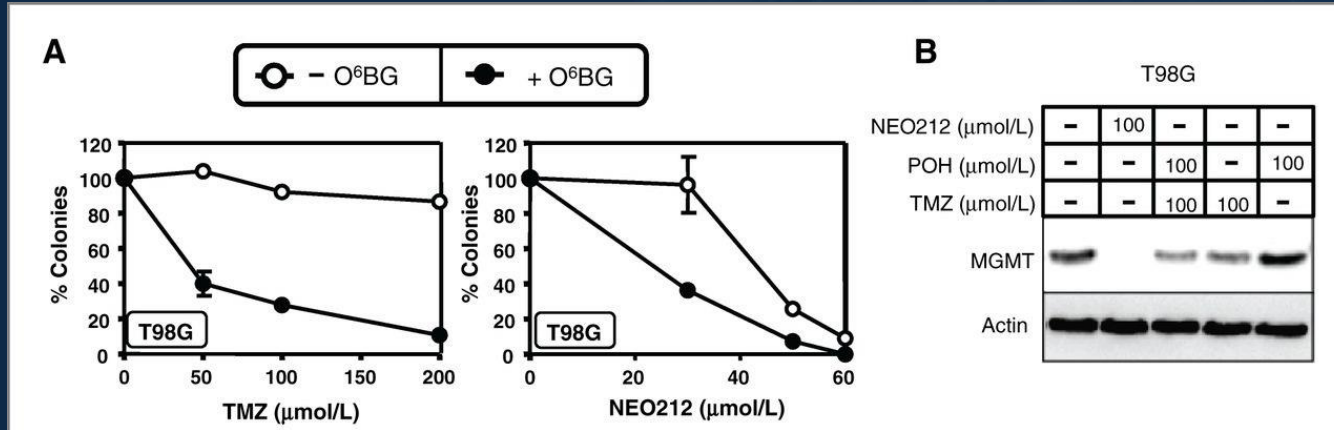 A
− O⁶BG
+ O⁶BG
% Colonies
120
100
80
60
40
20
0
T98G
0 50 100 150 200
TMZ (μmol/L)
% Colonies
120
100
80
60
40
20
0
T98G
0 20 40 60
NEO212 (μmol/L)
B
T98G
NEO212 (μmol/L) − 100 − − −
POH (μmol/L) − − 100 − 100
TMZ (μmol/L) − − 100 100 −
MGMT
Actin